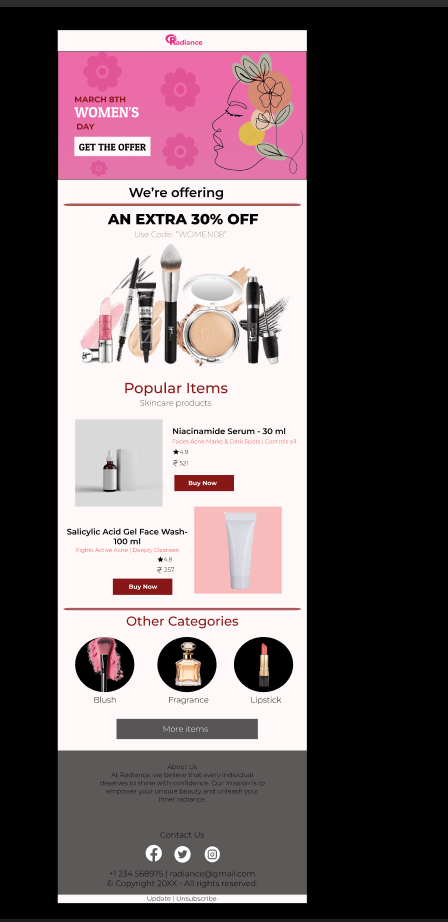 Radiance
MARCH 8TH
WOMEN'S
DAY
GET THE OFFER
We're offering
AN EXTRA 30% OFF
Use Code: "WOMEN08"
Popular Items
Skincare products
Niacinamide Serum - 30 ml
Fades Acne Marks & Dark Spots | Controls oil
★4.9
₹ 521
Buy Now
Salicylic Acid Gel Face Wash-
100 ml
Fights Active Acne | Deeply Cleanses
★4.8
₹ 257
Buy Now
Other Categories
Blush
Fragrance
Lipstick
More items
About Us
At Radiance, we believe that every individual
deserves to shine with confidence. Our mission is to
empower your unique beauty and unleash your
inner radiance.
Contact Us
+1 234 568975 | radiance@gmail.com
© Copyright 20XX - All rights reserved.
Update | Unsubscribe